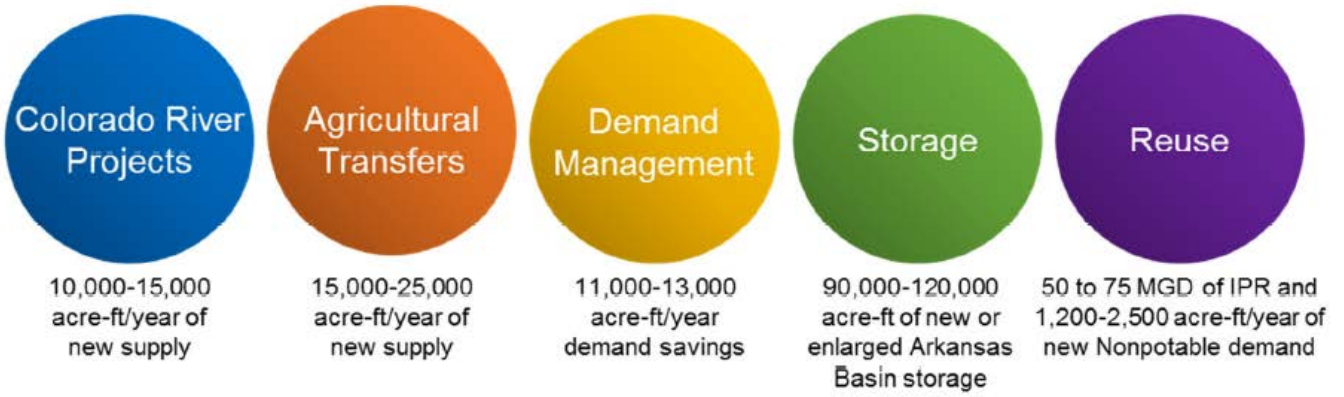 Colorado River
Projects
10,000-15,000
acre-ft/year of
new supply
Agricultural
Transfers
15,000-25,000
acre-ft/year of
new supply
Demand
Management
11,000-13,000
acre-ft/year
demand savings
Storage
90,000-120,000
acre-ft of new or
enlarged Arkansas
Basin storage
Reuse
50 to 75 MGD of IPR and
1,200-2,500 acre-ft/year of
new Nonpotable demand